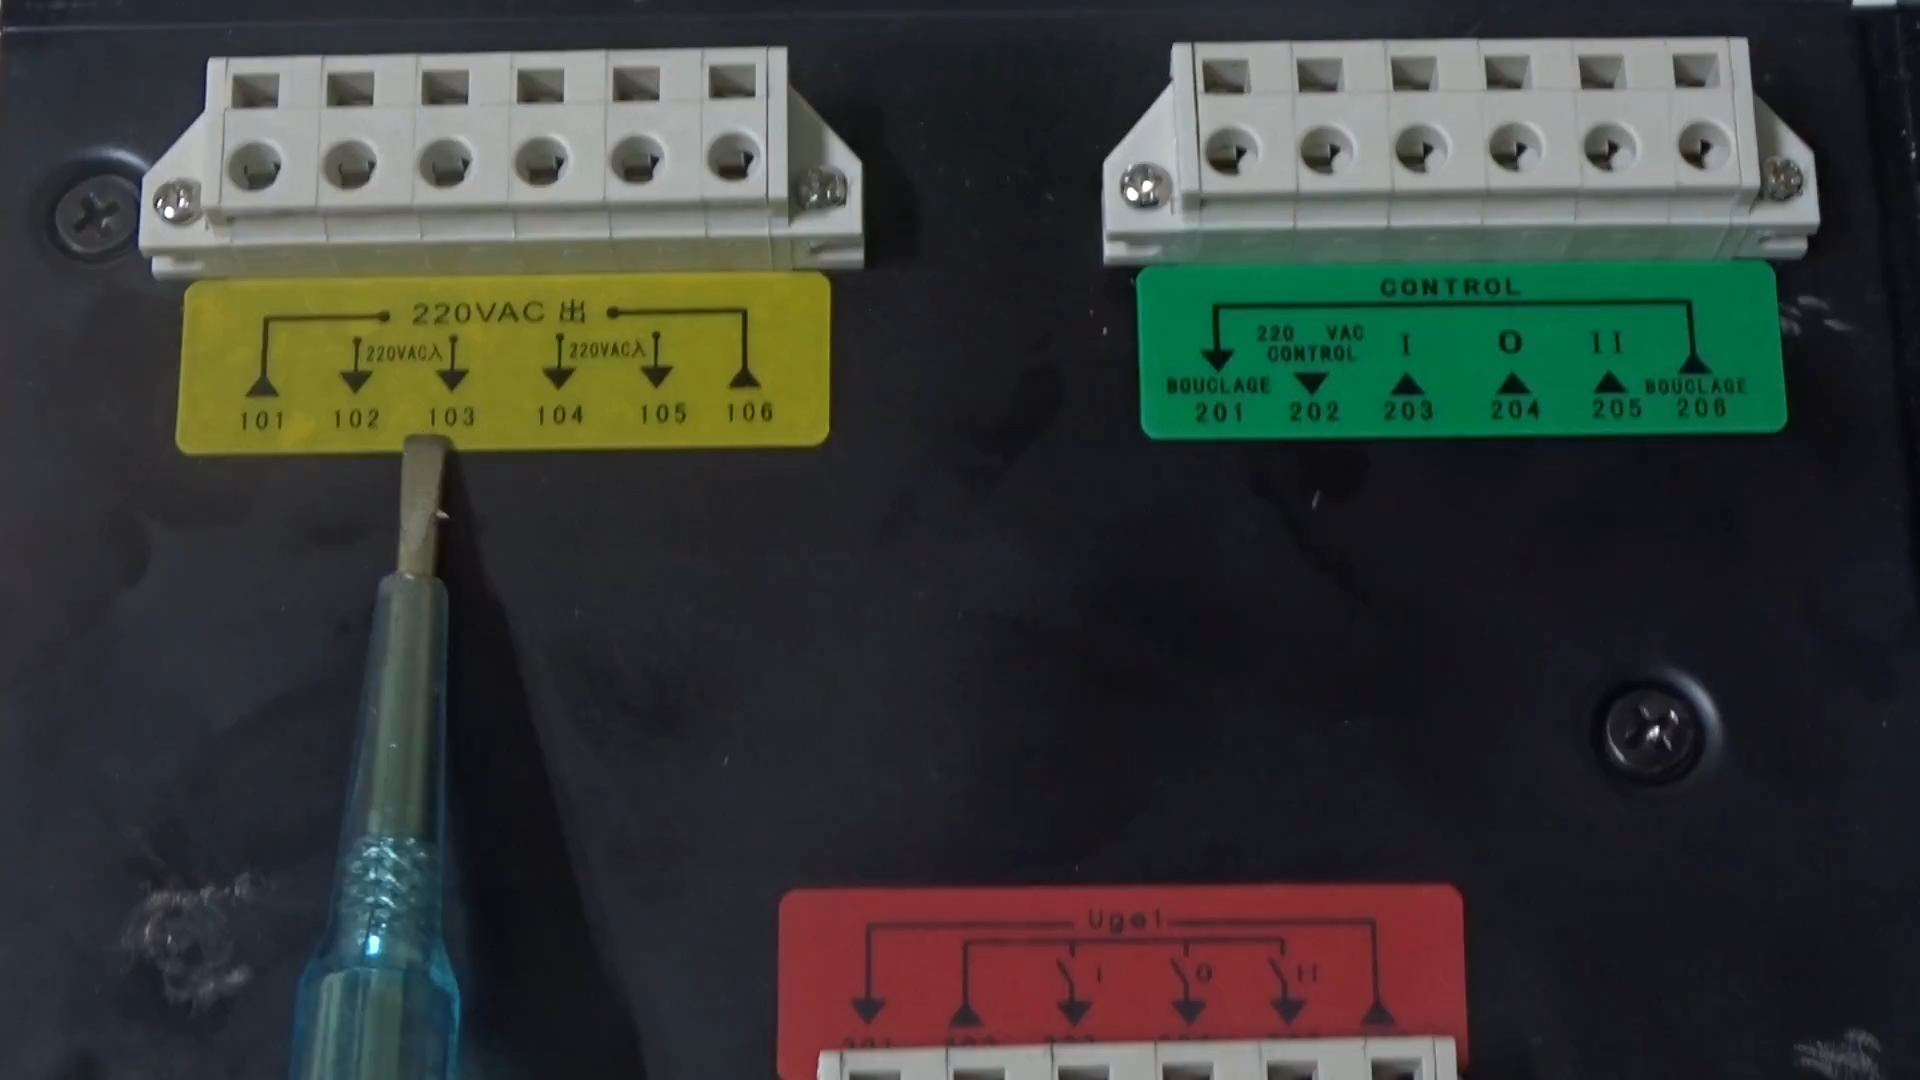 220VAC 出
220VAC入 220VAC入
101 102 103 104 105 106
CONTROL
220 VAC
CONTROL
I O II
BOUCLAGE BOUCLAGE
201 202 203 204 205 206
Uge1
I O II